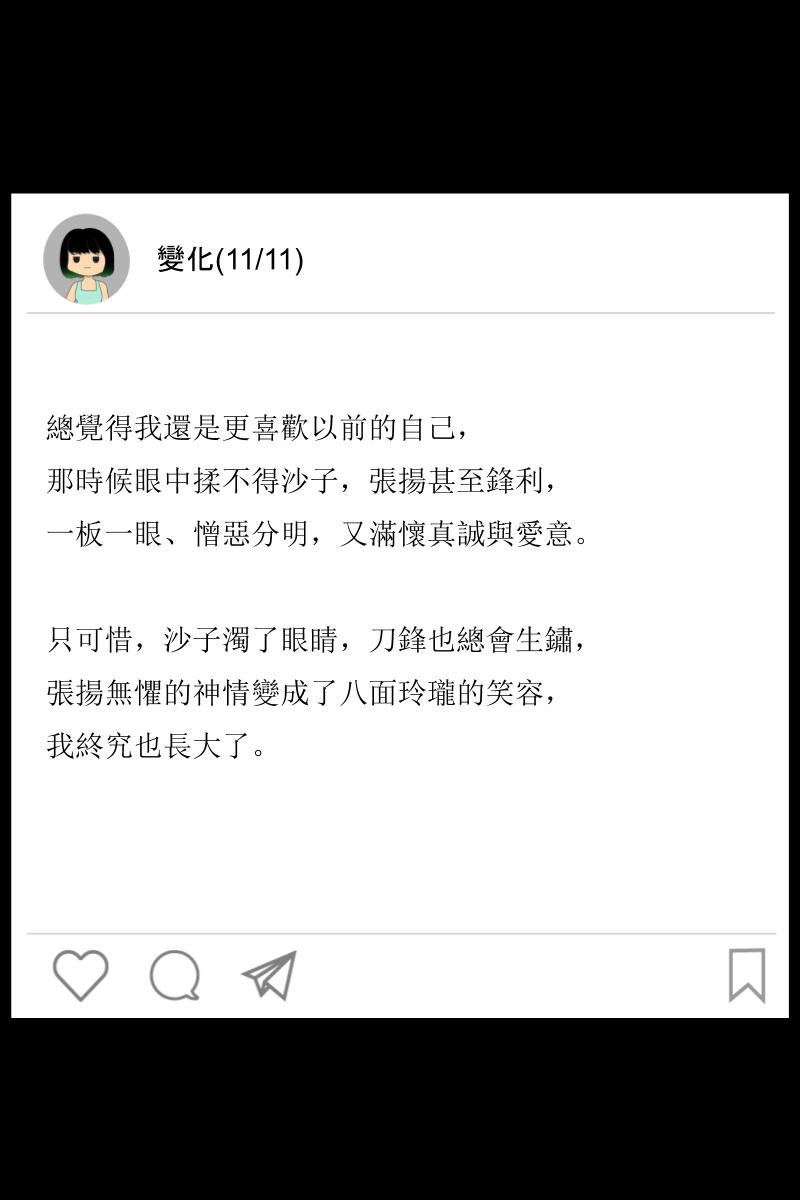 變化(11/11)
總覺得我還是更喜歡以前的自己，
那時候眼中揉不得沙子，張揚甚至鋒利，
一板一眼、憎惡分明，又滿懷真誠與愛意。
只可惜，沙子濁了眼睛，刀鋒也總會生鏽，
張揚無懼的神情變成了八面玲瓏的笑容，
我終究也長大了。